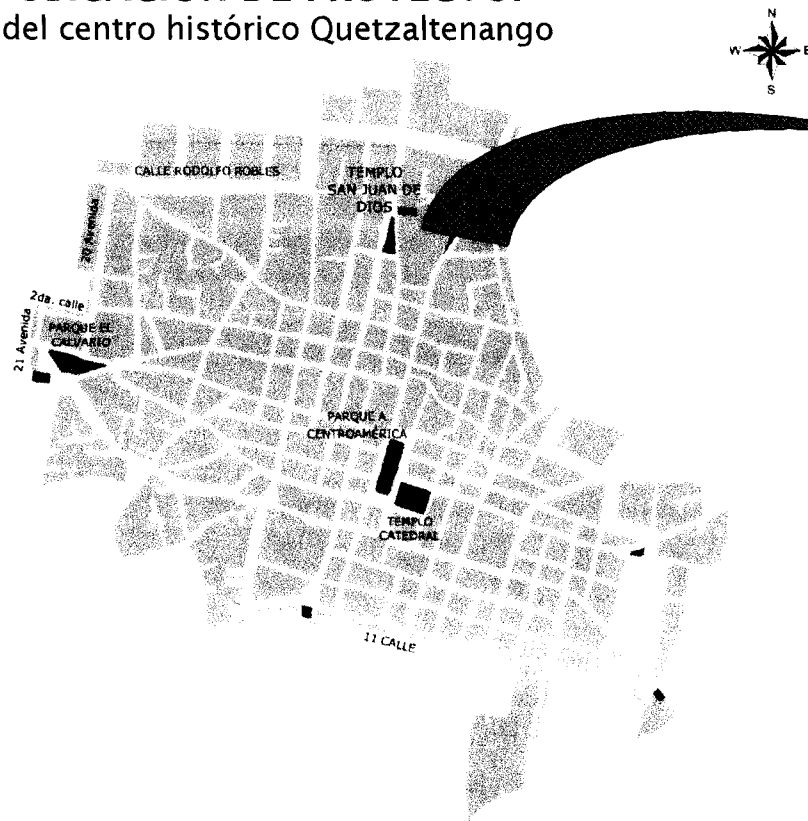 del centro histórico Quetzaltenango
N
W
E
S
CALLE RODOLFO ROBLES
TEMPLO
SAN JUAN DE
DIOS
20 Avenida
2da. calle
21 Avenida
PARQUE EL
CALVARIO
PARQUE A
CENTROAMÉRICA
TEMPLO
CATEDRAL
11 CALLE